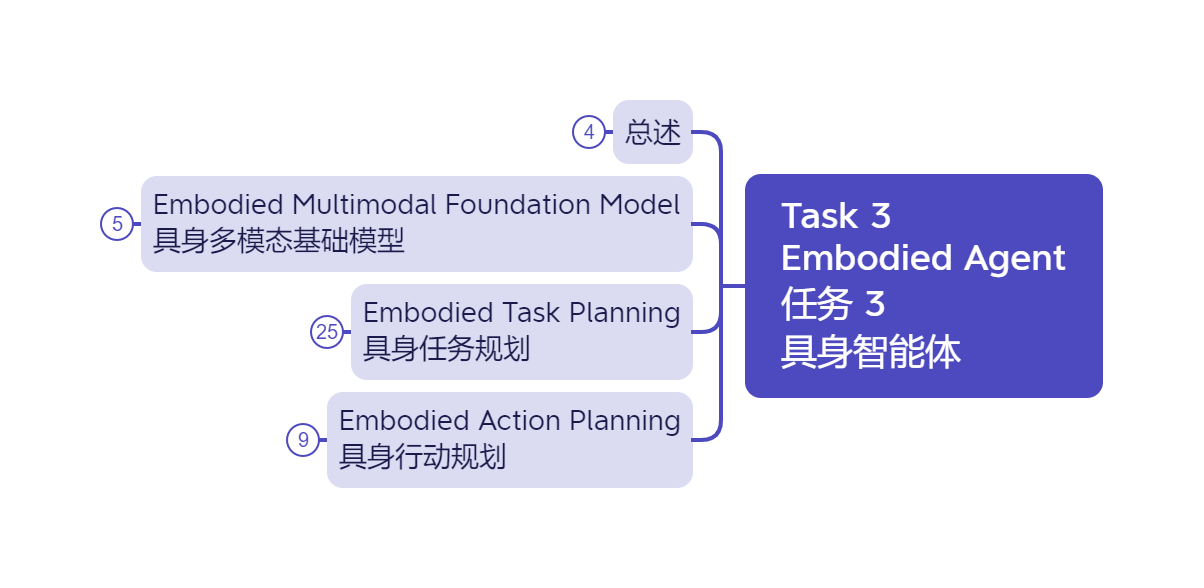 4
总述
5
Embodied Multimodal Foundation Model
具身多模态基础模型
25
Embodied Task Planning
具身任务规划
9
Embodied Action Planning
具身行动规划
Task 3
Embodied Agent
任务 3
具身智能体